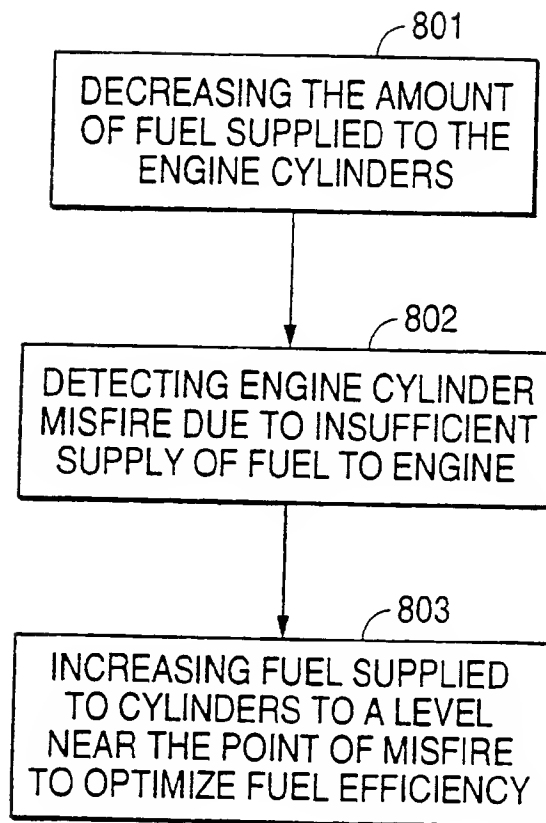 801
DECREASING THE AMOUNT
OF FUEL SUPPLIED TO THE
ENGINE CYLINDERS
802
DETECTING ENGINE CYLINDER
MISFIRE DUE TO INSUFFICIENT
SUPPLY OF FUEL TO ENGINE
803
INCREASING FUEL SUPPLIED
TO CYLINDERS TO A LEVEL
NEAR THE POINT OF MISFIRE
TO OPTIMIZE FUEL EFFICIENCY